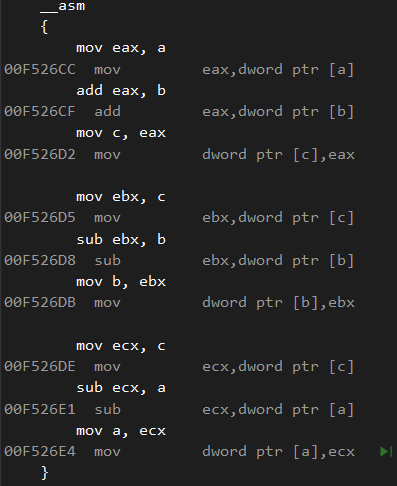 __asm
{
mov eax, a
00F526CC mov eax,dword ptr [a]
add eax, b
00F526CF add eax,dword ptr [b]
mov c, eax
00F526D2 mov dword ptr [c],eax
mov ebx, c
00F526D5 mov ebx,dword ptr [c]
sub ebx, b
00F526D8 sub ebx,dword ptr [b]
mov b, ebx
00F526DB mov dword ptr [b],ebx
mov ecx, c
00F526DE mov ecx,dword ptr [c]
sub ecx, a
00F526E1 sub ecx,dword ptr [a]
mov a, ecx
00F526E4 mov dword ptr [a],ecx
}